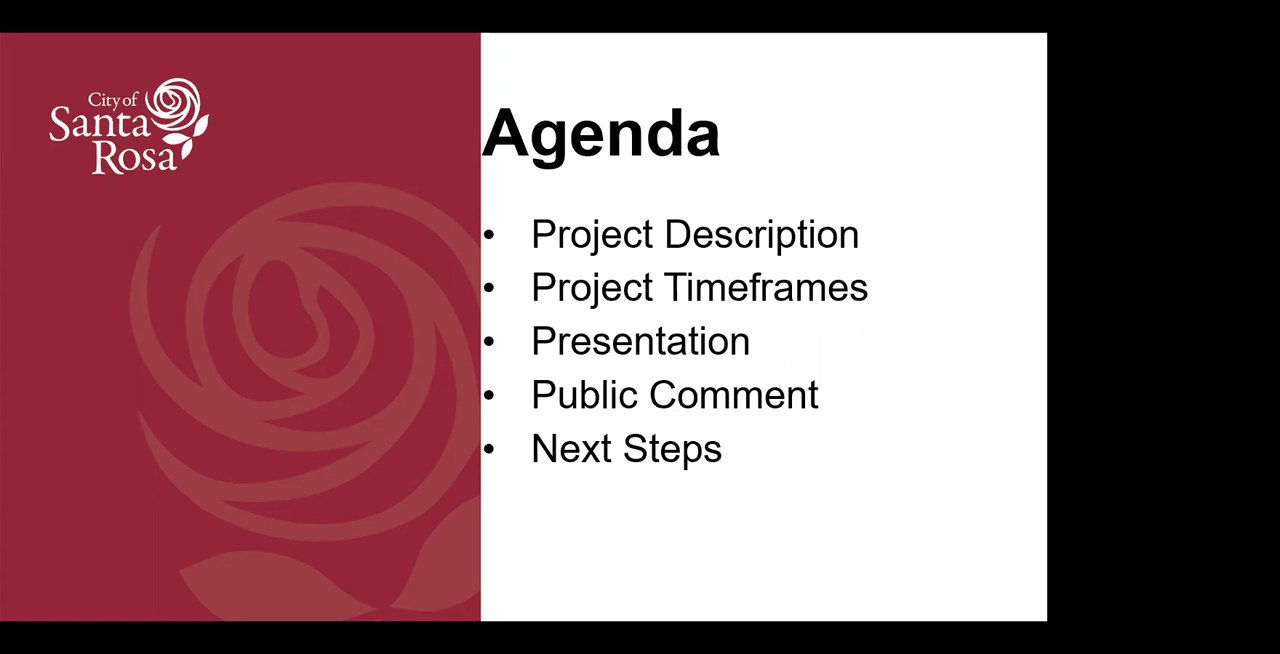 City of
Santa
Rosa
Agenda
• Project Description
• Project Timeframes
• Presentation
• Public Comment
• Next Steps